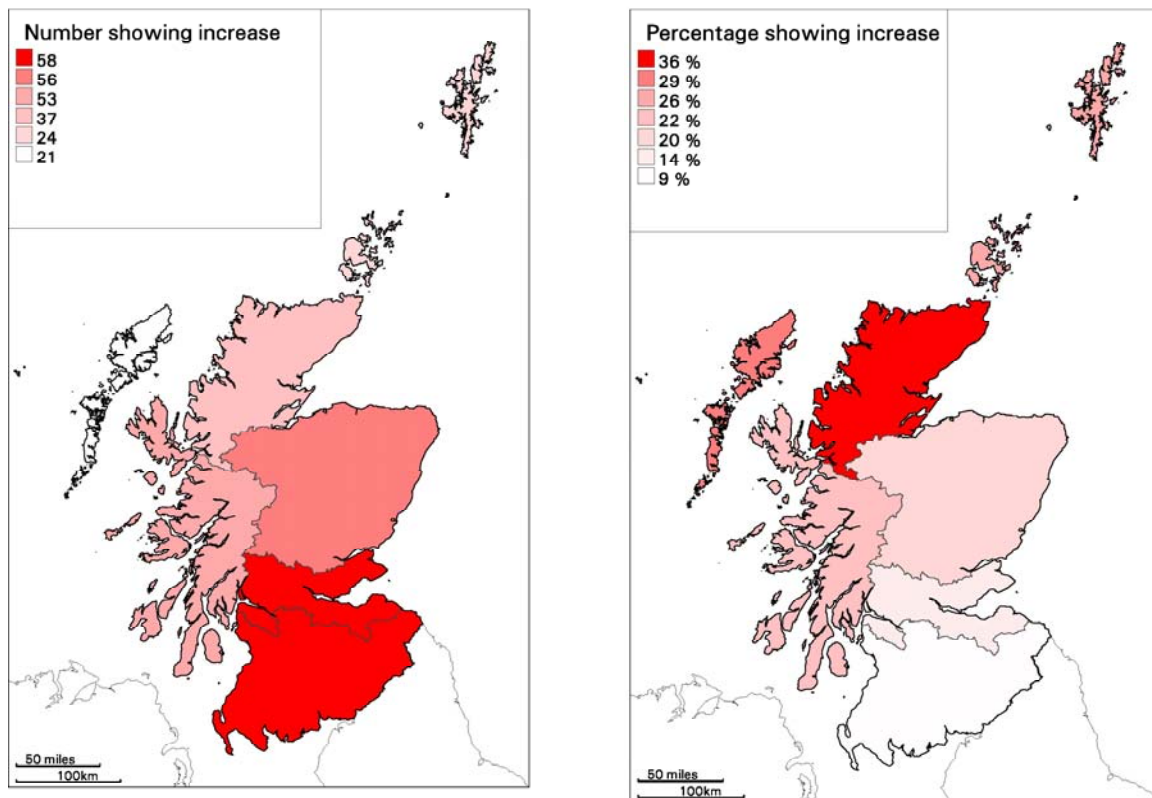 Number showing increase
58
56
53
37
24
21
50 miles
100km
Percentage showing increase
36 %
29 %
26 %
22 %
20 %
14 %
9 %
50 miles
100km